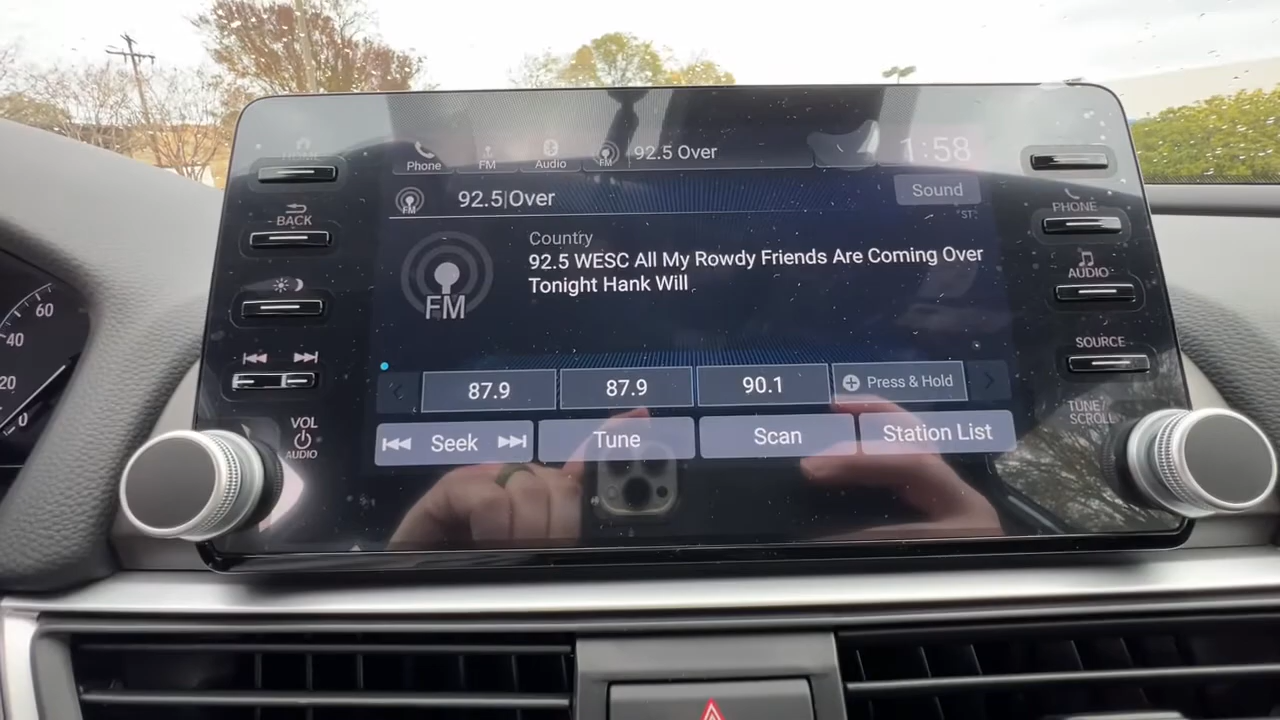 HOME
Phone
FM
Audio
FM
92.5 Over
1:58
BACK
FM
92.5|Over
Sound
ST
PHONE
Country
92.5 WESC All My Rowdy Friends Are Coming Over
Tonight Hank Will
FM
AUDIO
SOURCE
87.9
87.9
90.1
Press & Hold
Seek
Tune
Scan
Station List
VOL
AUDIO
TUNE/
SCROLL
60
40
20
0